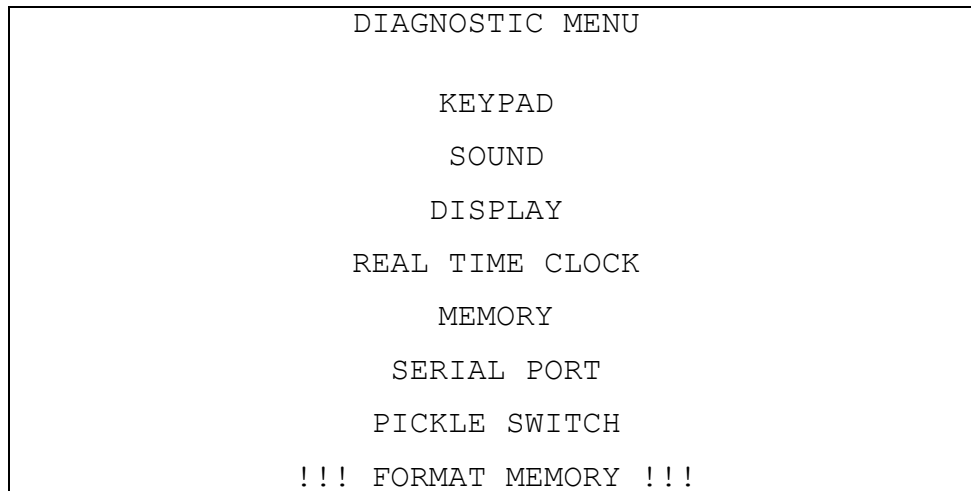 DIAGNOSTIC MENU
KEYPAD
SOUND
DISPLAY
REAL TIME CLOCK
MEMORY
SERIAL PORT
PICKLE SWITCH
!!! FORMAT MEMORY !!!